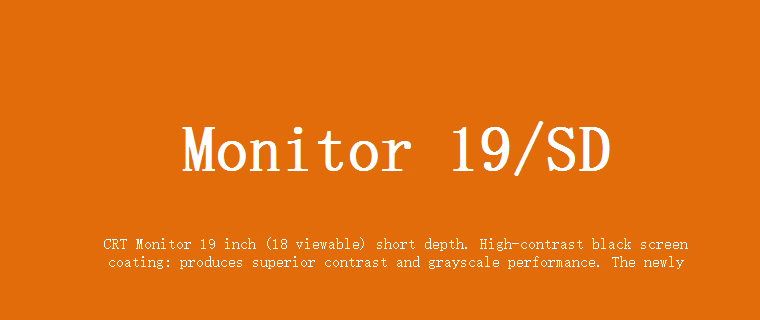 Monitor 19/SD
CRT Monitor 19 inch (18 viewable) short depth. High-contrast black screen
coating: produces superior contrast and grayscale performance. The newly